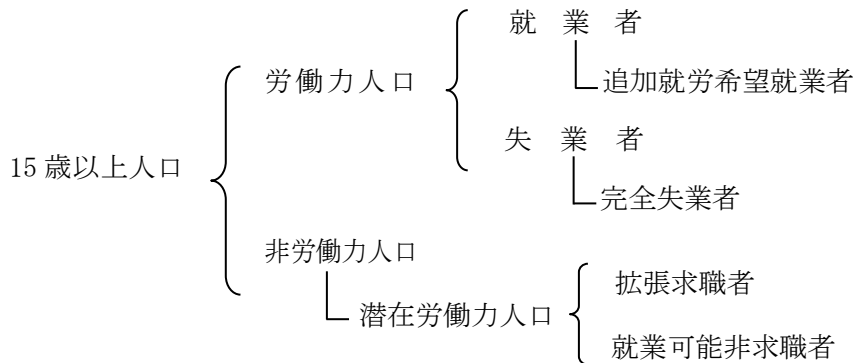 就 業 者
追加就労希望就業者
労働力人口
失 業 者
完全失業者
15 歳以上人口
非労働力人口
潜在労働力人口
拡張求職者
就業可能非求職者